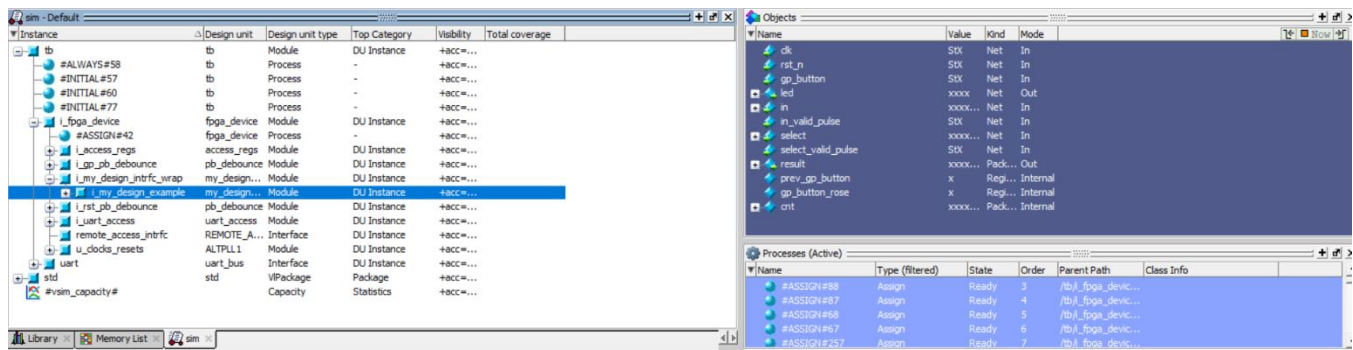 sim - Default
Instance Design unit Design unit type Top Category Visibility Total coverage
tb tb Module DU Instance +acc=...
#ALWAYS#58 tb Process - +acc=...
#INITIAL#57 tb Process - +acc=...
#INITIAL#60 tb Process - +acc=...
#INITIAL#77 tb Process - +acc=...
i_fpga_device fpga_device Module DU Instance +acc=...
#ASSIGN#42 fpga_device Process - +acc=...
i_access_regs access_regs Module DU Instance +acc=...
i_gp_pb_debounce pb_debounce Module DU Instance +acc=...
i_my_design_intrfc_wrap my_design... Module DU Instance +acc=...
i_my_design_example my_design... Module DU Instance +acc=...
i_rst_pb_debounce pb_debounce Module DU Instance +acc=...
i_uart_access uart_access Module DU Instance +acc=...
remote_access_intrfc REMOTE_A... Interface DU Instance +acc=...
u_clocks_resets ALTPLL1 Module DU Instance +acc=...
uart uart_bus Interface DU Instance +acc=...
std std VlPackage Package +acc=...
#vsim_capacity# Capacity Statistics +acc=...
Library Memory List sim
Objects
Name Value Kind Mode Now
clk StX Net In
rst_n StX Net In
gp_button StX Net In
led xxxx Net Out
in xxxx... Net In
in_valid_pulse StX Net In
select xxxx... Net In
select_valid_pulse StX Net In
result xxxx... Pack... Out
prev_gp_button x Regi... Internal
gp_button_rose x Regi... Internal
cnt xxxx... Pack... Internal
Processes (Active)
Name Type (filtered) State Order Parent Path Class Info
#ASSIGN#88 Assign Ready 3 /tb/i_fpga_devic...
#ASSIGN#87 Assign Ready 4 /tb/i_fpga_devic...
#ASSIGN#68 Assign Ready 5 /tb/i_fpga_devic...
#ASSIGN#67 Assign Ready 6 /tb/i_fpga_devic...
#ASSIGN#257 Assign Ready 7 /tb/i_fpga_devic...